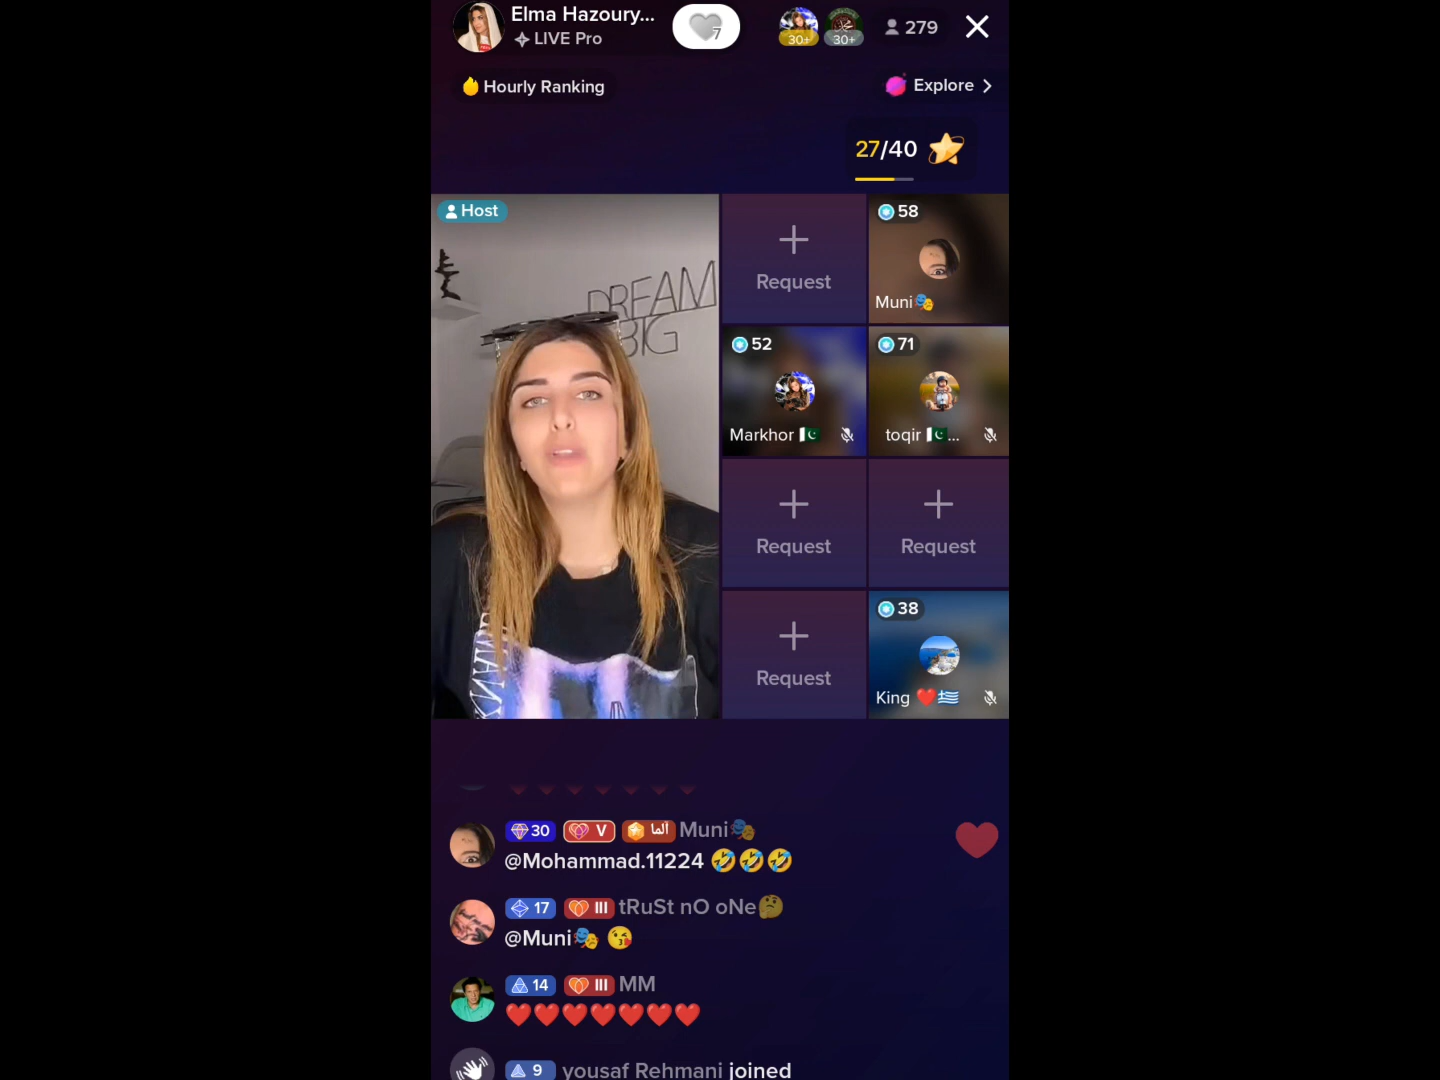 Elma Hazoury...
LIVE Pro
7
30+
30+
279
Hourly Ranking
Explore
27/40
Host
DREAM
BIG
Request
58
Muni🎭
52
Markhor 🇵🇰
71
toqir 🇵🇰...
Request
Request
Request
38
King ❤️🇬🇷
30 V ألما Muni🎭
@Mohammad.11224 🤣🤣🤣
17 III tRuSt nO oNe🤔
@Muni🎭 😘
14 III MM
❤️❤️❤️❤️❤️❤️❤️
9 yousaf Rehmani joined